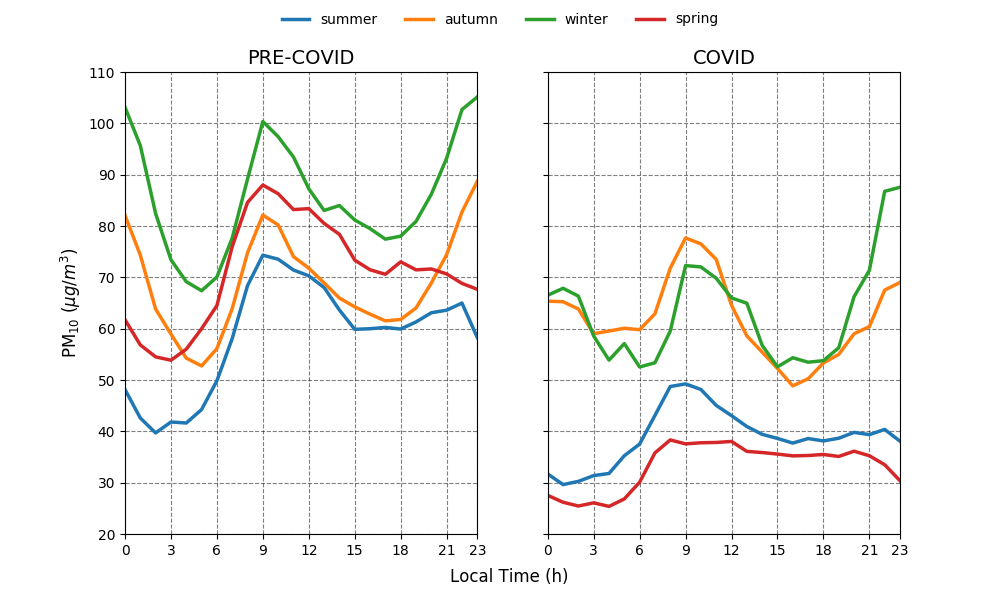 summer autumn winter spring
PRE-COVID COVID
110
100
90
80
70
60
50
40
30
20
PM₁₀ (μg/m³)
0 3 6 9 12 15 18 21 23 0 3 6 9 12 15 18 21 23
Local Time (h)